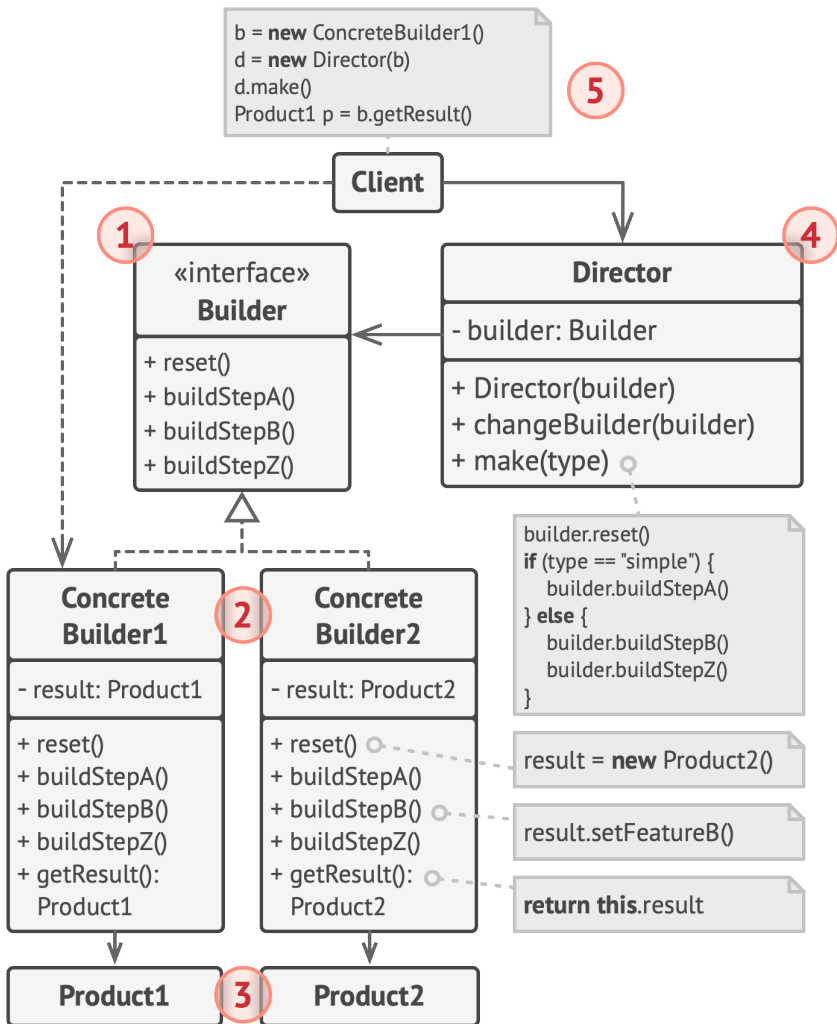 b = new ConcreteBuilder1()
d = new Director(b)
d.make()
Product1 p = b.getResult()
5
Client
1
«interface»
Builder
+ reset()
+ buildStepA()
+ buildStepB()
+ buildStepZ()
4
Director
- builder: Builder
+ Director(builder)
+ changeBuilder(builder)
+ make(type)
builder.reset()
if (type == "simple") {
builder.buildStepA()
} else {
builder.buildStepB()
builder.buildStepZ()
}
2
Concrete
Builder1
- result: Product1
+ reset()
+ buildStepA()
+ buildStepB()
+ buildStepZ()
+ getResult():
Product1
Concrete
Builder2
- result: Product2
+ reset()
+ buildStepA()
+ buildStepB()
+ buildStepZ()
+ getResult():
Product2
result = new Product2()
result.setFeatureB()
return this.result
Product1
3
Product2